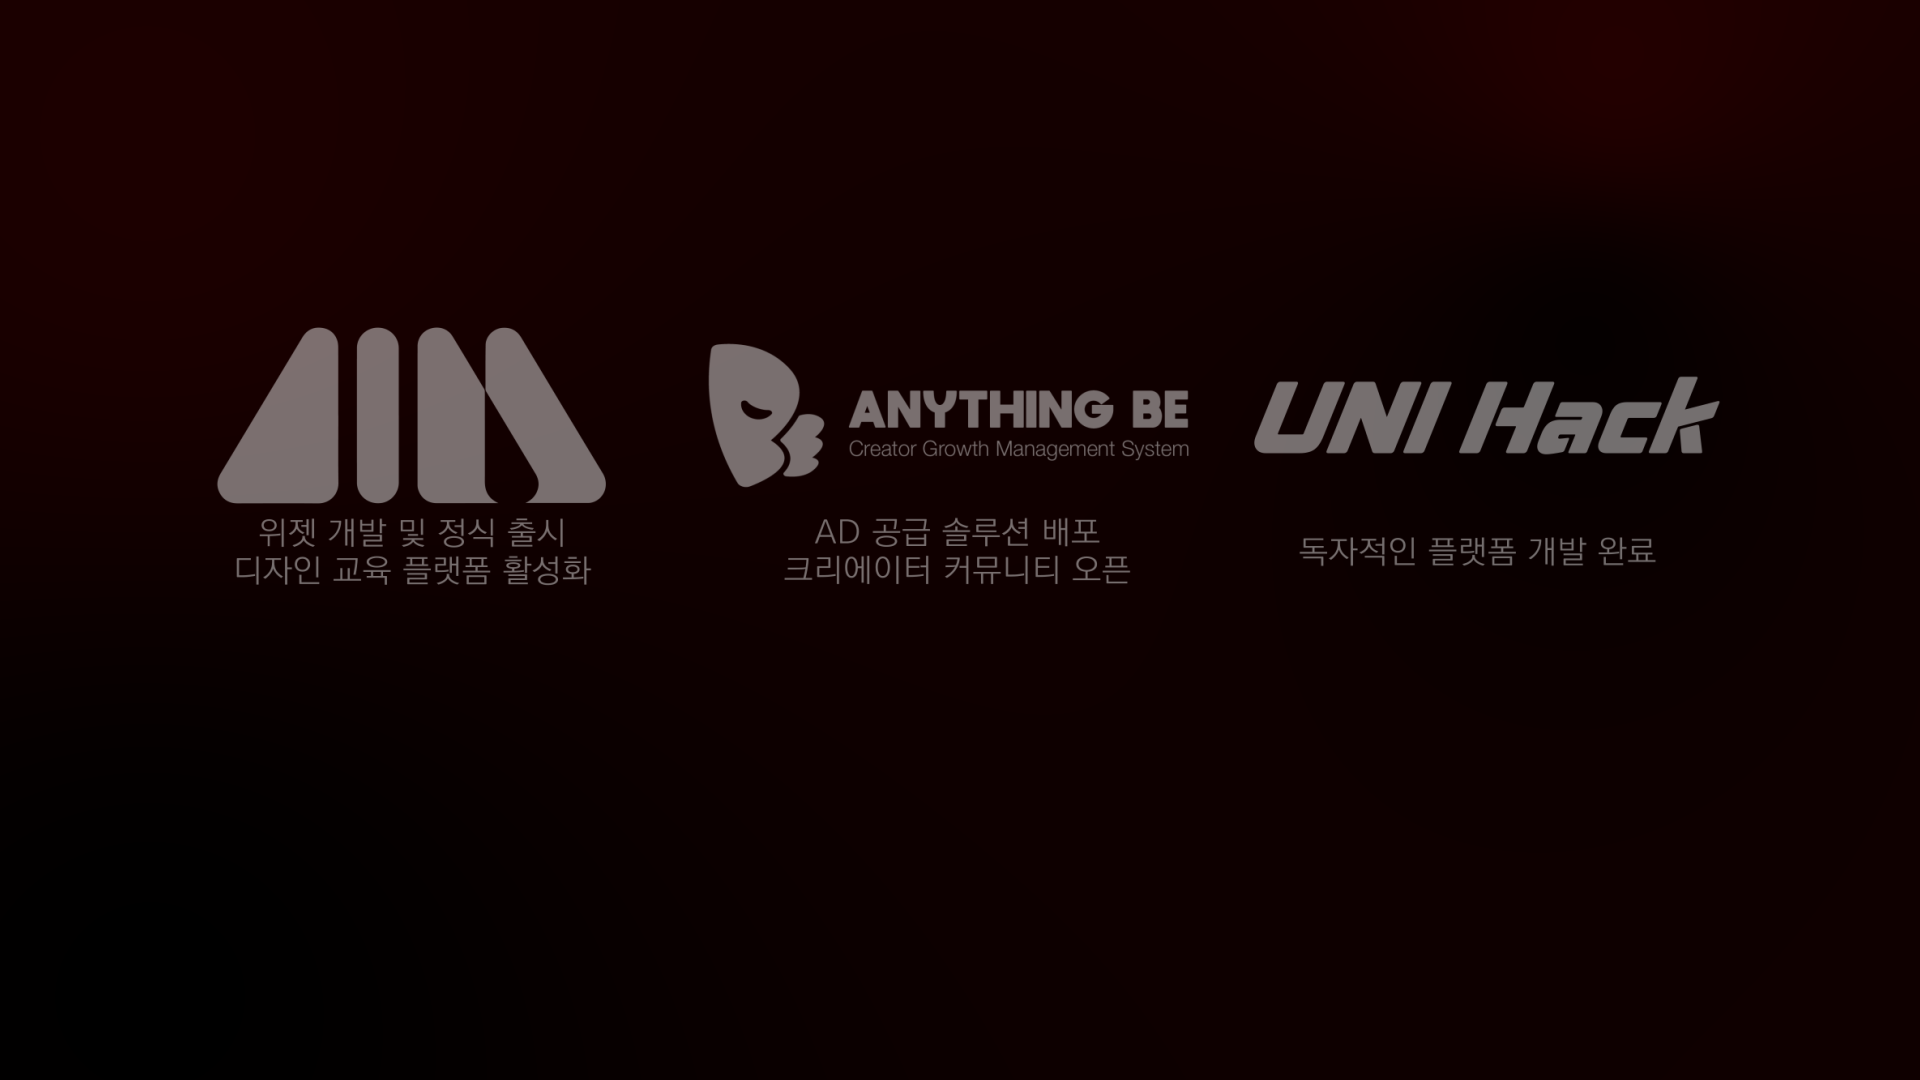 위젯 개발 및 정식 출시
디자인 교육 플랫폼 활성화
ANYTHING BE
Creator Growth Management System
AD 공급 솔루션 배포
크리에이터 커뮤니티 오픈
UNI Hack
독자적인 플랫폼 개발 완료